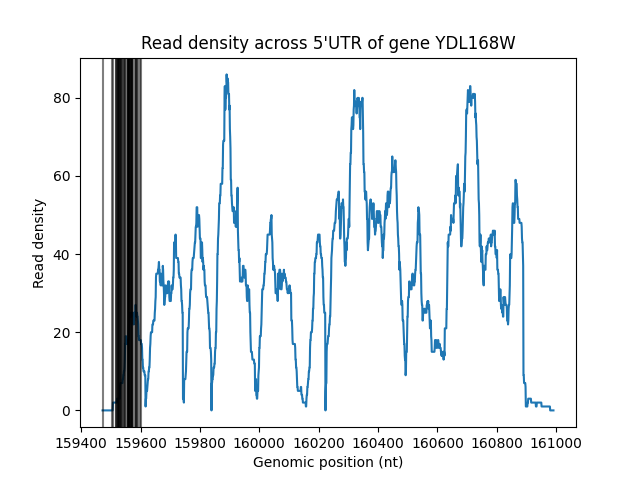 Read density across 5'UTR of gene YDL168W
80
60
40
20
0
Read density
159400 159600 159800 160000 160200 160400 160600 160800 161000
Genomic position (nt)